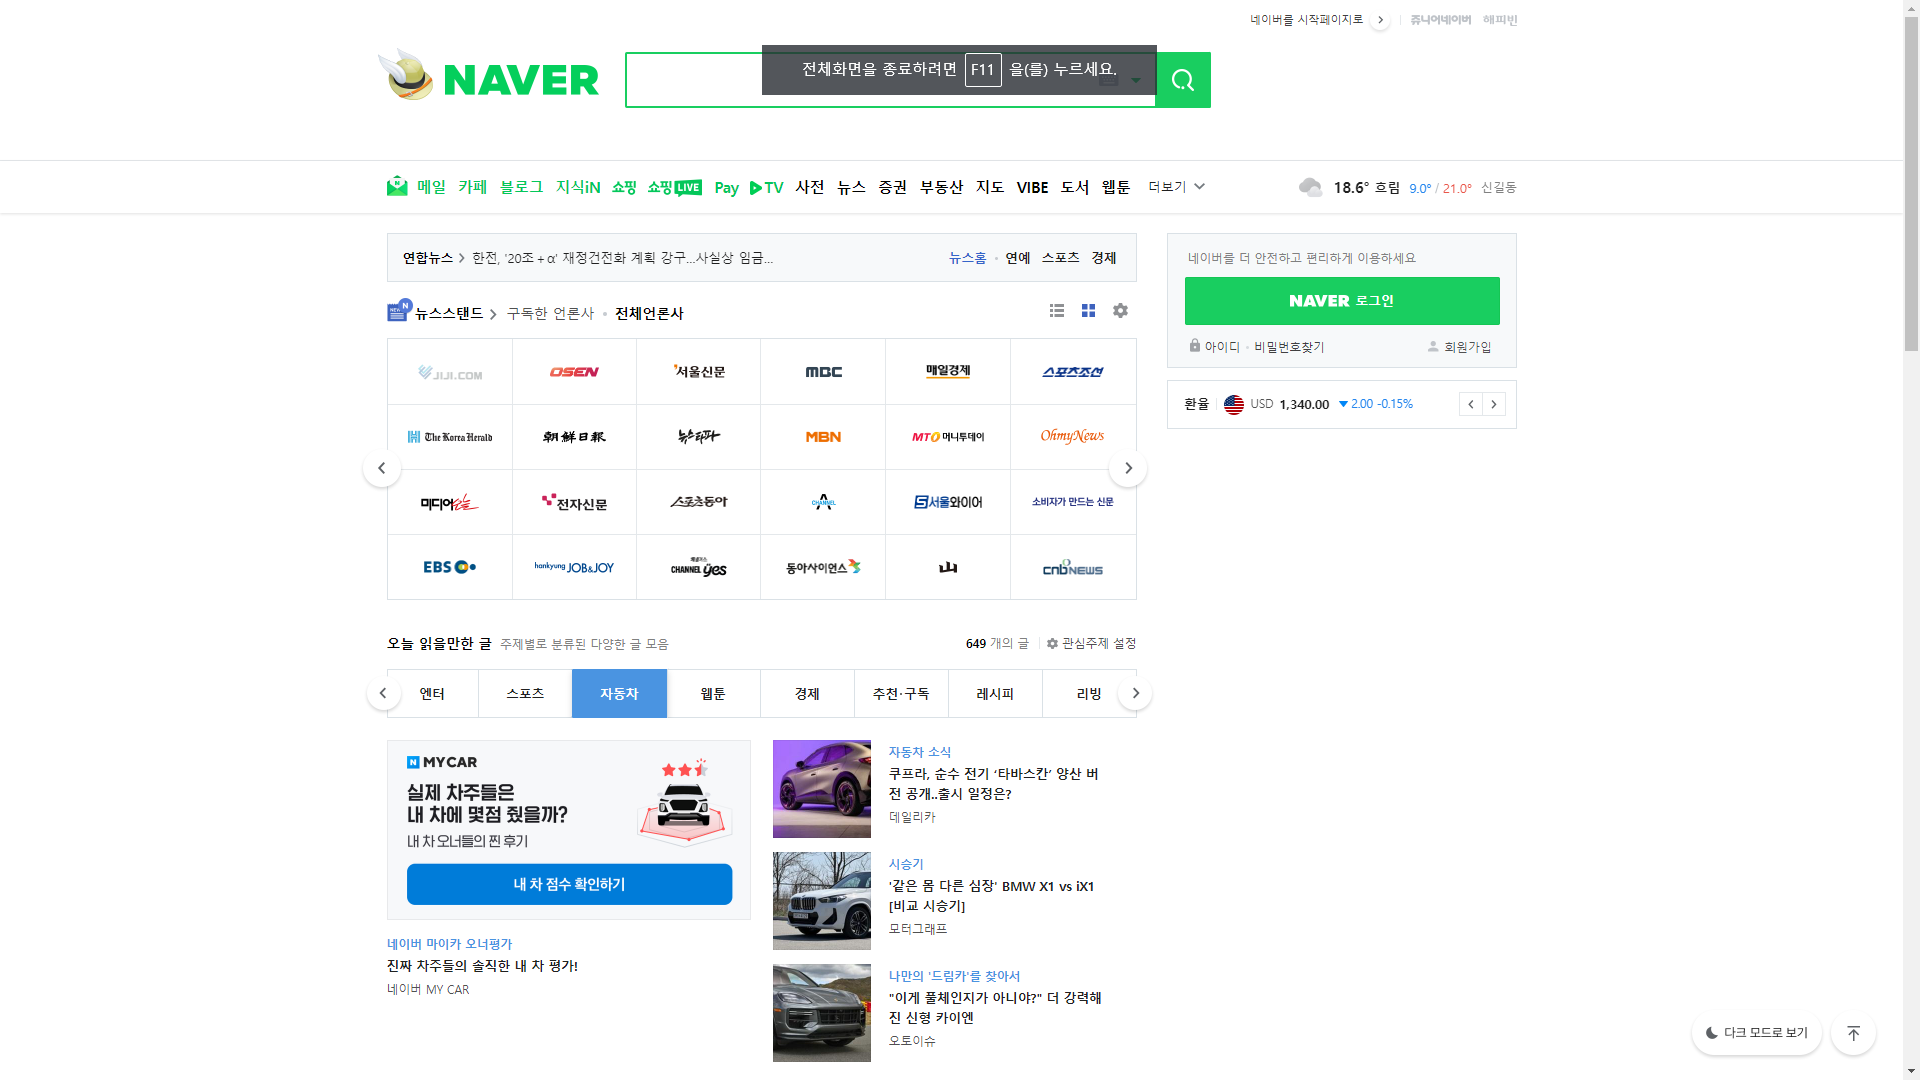 네이버를 시작페이지로 쥬니어네이버 해피빈
NAVER
전체화면을 종료하려면 F11 을(를) 누르세요.
메일 카페 블로그 지식iN 쇼핑 쇼핑LIVE Pay TV 사전 뉴스 증권 부동산 지도 VIBE 도서 웹툰 더보기
18.6° 흐림 9.0° / 21.0° 신길동
연합뉴스 한전, '20조+α' 재정건전화 계획 강구...사실상 임금...
뉴스홈 연예 스포츠 경제
뉴스스탠드 구독한 언론사 전체언론사
JIJI.COM OSEN 서울신문 MBC 매일경제 스포츠조선
The Korea Herald 朝鮮日報 뉴스타파 MBN MTO 머니투데이 OhmyNews
미디어오늘 전자신문 스포츠동아 CHANNEL A 서울와이어 소비자가 만드는 신문
EBS hankyung JOB&JOY 채널예스 CHANNEL yes 동아사이언스 山 cnbNEWS
네이버를 더 안전하고 편리하게 이용하세요
NAVER 로그인
아이디 비밀번호찾기 회원가입
환율 USD 1,340.00 2.00 -0.15%
오늘 읽을만한 글 주제별로 분류된 다양한 글 모음
649 개의 글 관심주제 설정
엔터 스포츠 자동차 웹툰 경제 추천·구독 레시피 리빙
N MY CAR
실제 차주들은
내 차에 몇점 줬을까?
내 차 오너들의 찐 후기
내 차 점수 확인하기
네이버 마이카 오너평가
진짜 차주들의 솔직한 내 차 평가!
네이버 MY CAR
자동차 소식
쿠프라, 순수 전기 ‘타바스칸’ 양산 버
전 공개..출시 일정은?
데일리카
시승기
'같은 몸 다른 심장' BMW X1 vs iX1
[비교 시승기]
모터그래프
나만의 '드림카'를 찾아서
"이게 풀체인지가 아니야?" 더 강력해
진 신형 카이엔
오토이슈
다크 모드로 보기